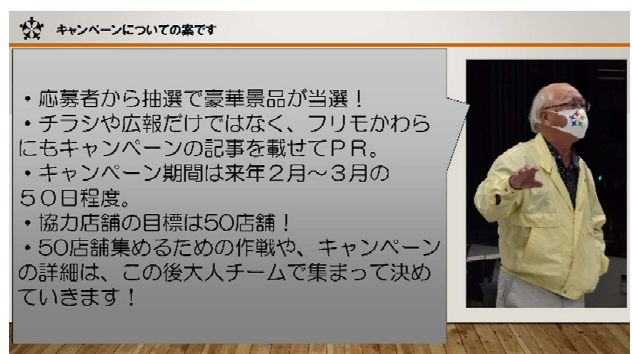 キャンペーンについての案です
・応募者から抽選で豪華景品が当選！
・チラシや広報だけではなく、フリモかわら
にもキャンペーンの記事を載せてＰＲ。
・キャンペーン期間は来年２月～３月の
５０日程度。
・協力店舗の目標は50店舗！
・50店舗集めるための作戦や、キャンペーン
の詳細は、この後大人チームで集まって決め
ていきます！